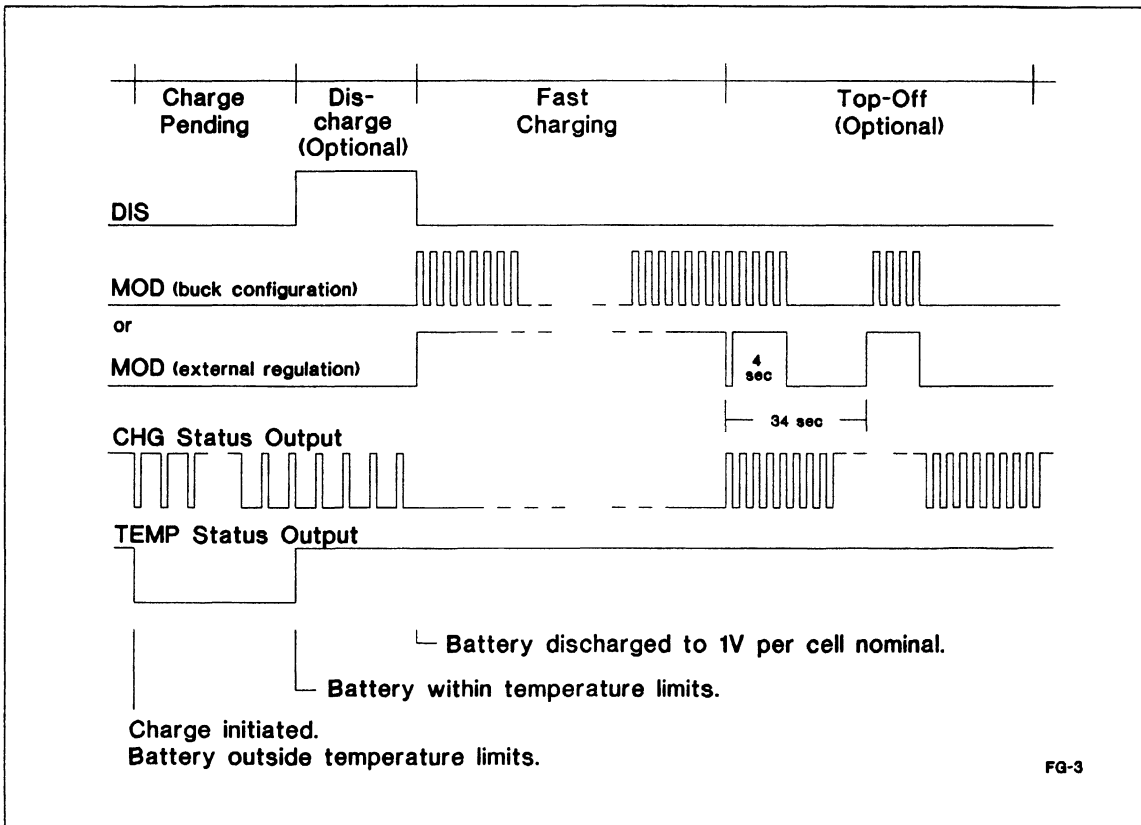 Charge
Pending
Dis-
charge
(Optional)
Fast
Charging
Top-Off
(Optional)
DIS
MOD (buck configuration)
or
MOD (external regulation)
4
sec
34 sec
CHG Status Output
TEMP Status Output
Battery discharged to 1V per cell nominal.
Battery within temperature limits.
Charge initiated.
Battery outside temperature limits.
FG-3